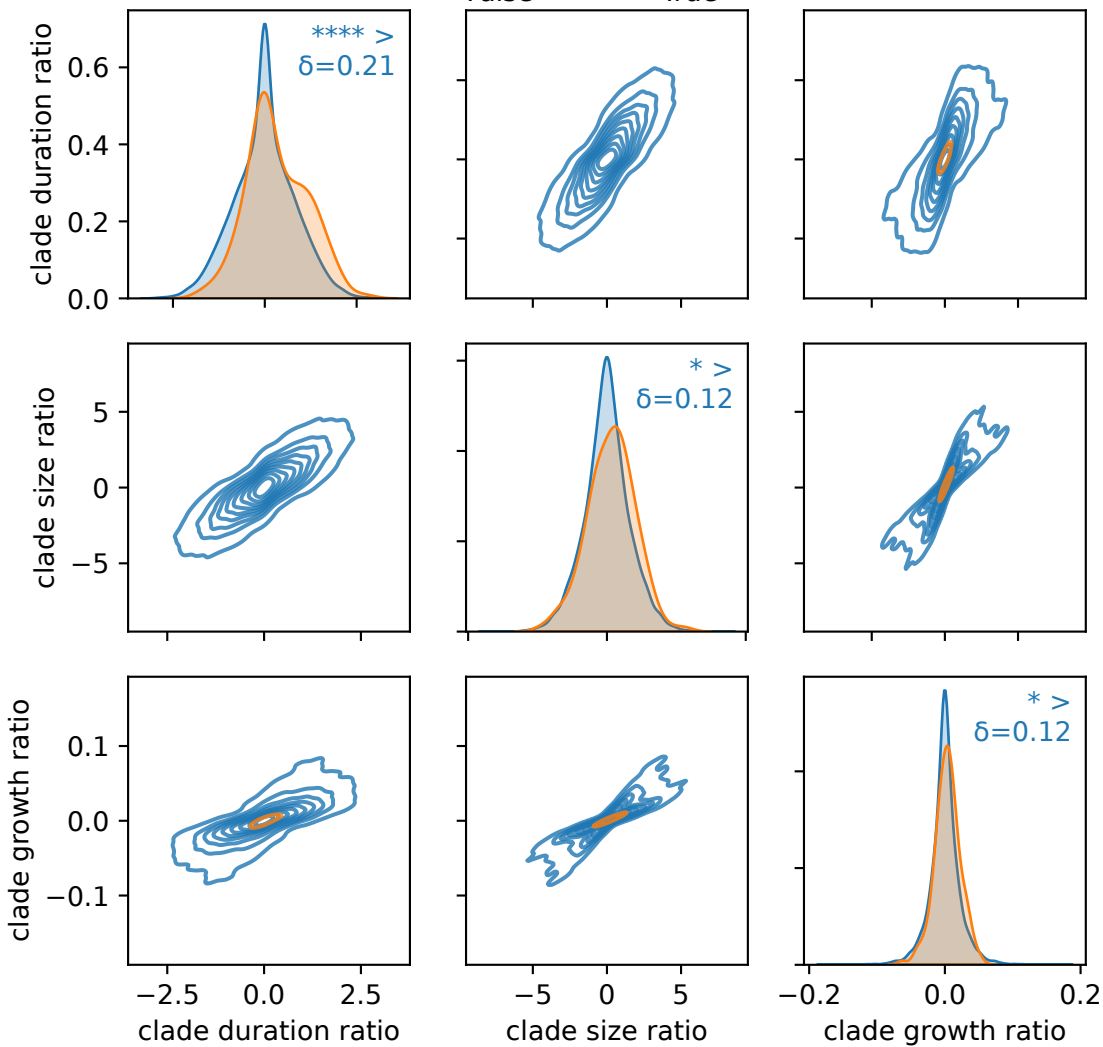 clade duration ratio
0.6
0.4
0.2
0.0
**** >
δ=0.21
clade size ratio
5
0
−5
* >
δ=0.12
clade growth ratio
0.1
0.0
−0.1
* >
δ=0.12
−2.5 0.0 2.5
−5 0 5
−0.2 0.0 0.2
clade duration ratio
clade size ratio
clade growth ratio